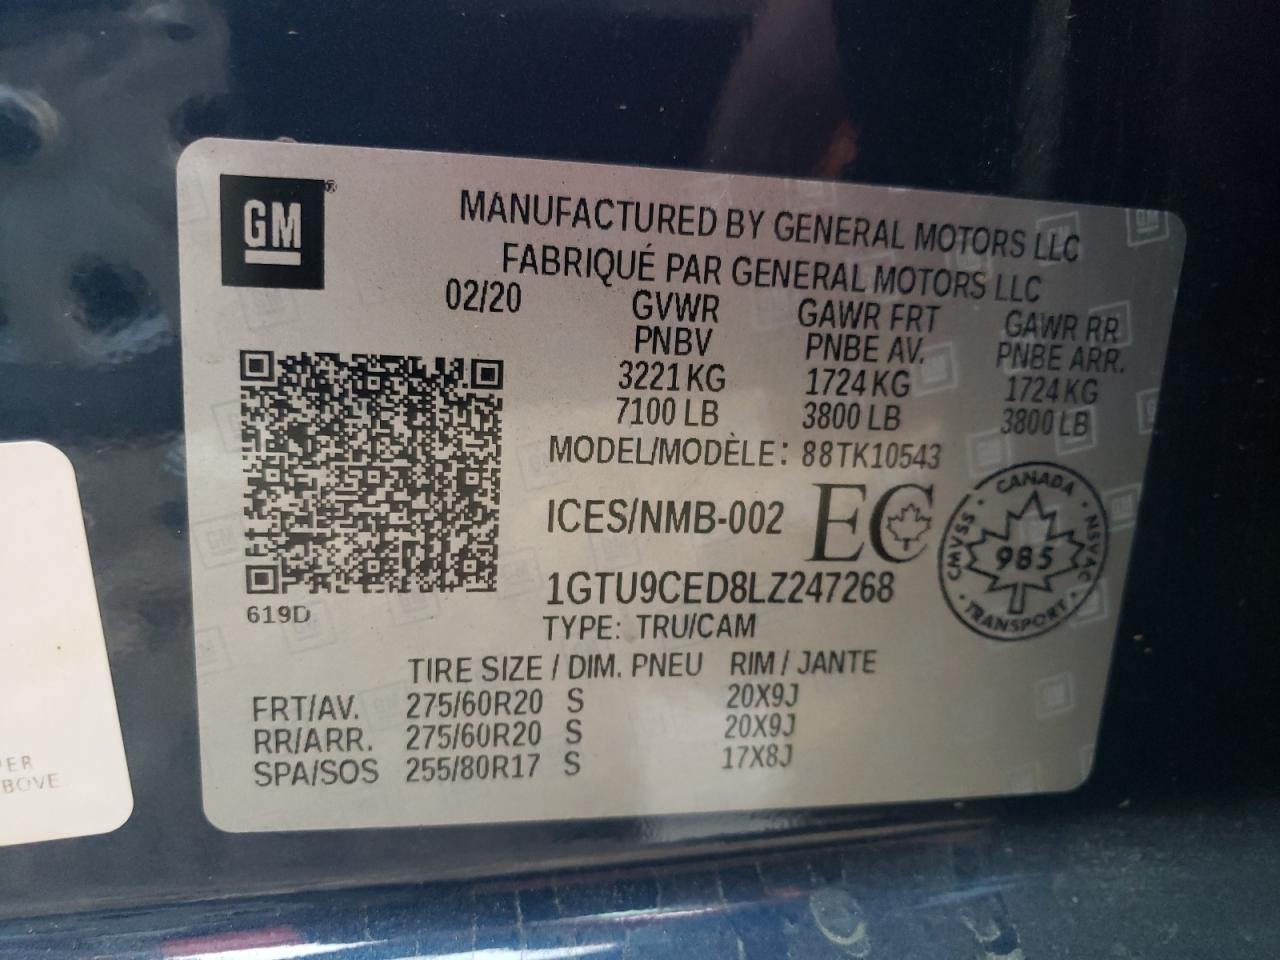 GM®
MANUFACTURED BY GENERAL MOTORS LLC
FABRIQUÉ PAR GENERAL MOTORS LLC
02/20 GVWR GAWR FRT GAWR RR
PNBV PNBE AV. PNBE ARR.
3221 KG 1724 KG 1724 KG
7100 LB 3800 LB 3800 LB
MODEL/MODÈLE: 88TK10543
ICES/NMB-002 EC
CANADA
CMVSS 985 NSVAC
TRANSPORT
1GTU9CED8LZ247268
619D
TYPE: TRU/CAM
TIRE SIZE / DIM. PNEU RIM / JANTE
FRT/AV. 275/60R20 S 20X9J
RR/ARR. 275/60R20 S 20X9J
SPA/SOS 255/80R17 S 17X8J